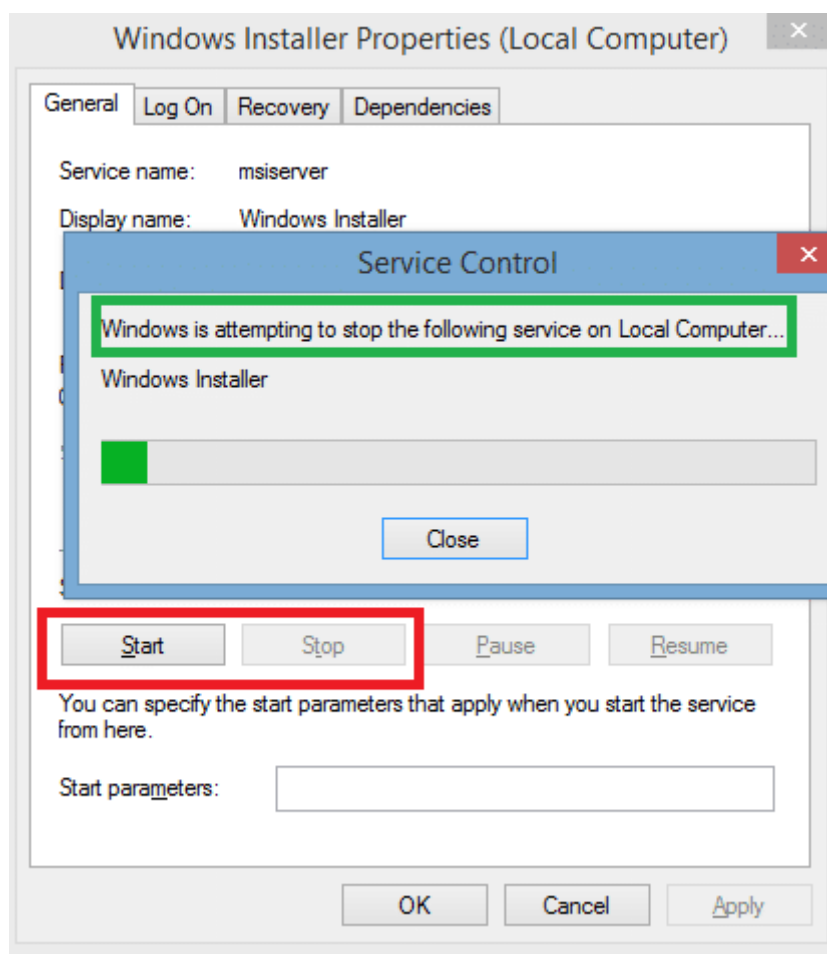 Windows Installer Properties (Local Computer)
General Log On Recovery Dependencies
Service name: msiserver
Display name: Windows Installer
Service Control
Windows is attempting to stop the following service on Local Computer...
Windows Installer
Close
Start Stop Pause Resume
You can specify the start parameters that apply when you start the service
from here.
Start parameters:
OK Cancel Apply